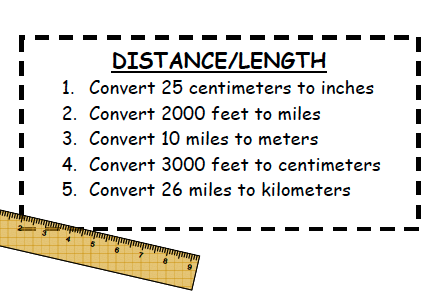 DISTANCE/LENGTH
1. Convert 25 centimeters to inches
2. Convert 2000 feet to miles
3. Convert 10 miles to meters
4. Convert 3000 feet to centimeters
5. Convert 26 miles to kilometers
2 3 4 5 6 7 8 9